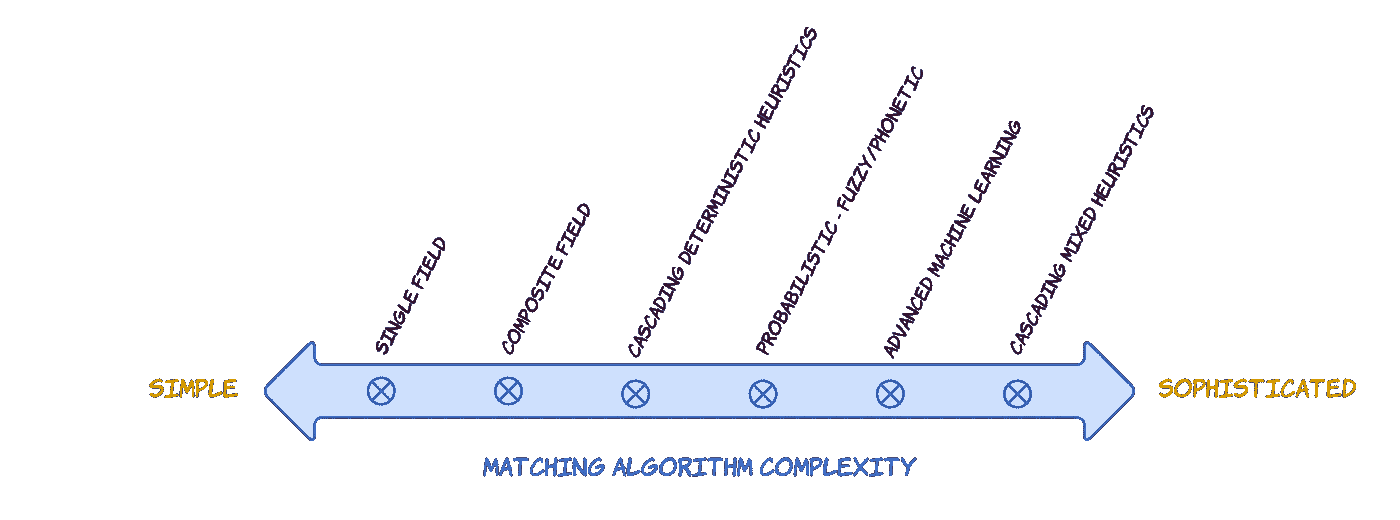 SINGLE FIELD
COMPOSITE FIELD
CASCADING DETERMINISTIC HEURISTICS
PROBABILISTIC - FUZZY/PHONETIC
ADVANCED MACHINE LEARNING
CASCADING MIXED HEURISTICS
SIMPLE
SOPHISTICATED
MATCHING ALGORITHM COMPLEXITY